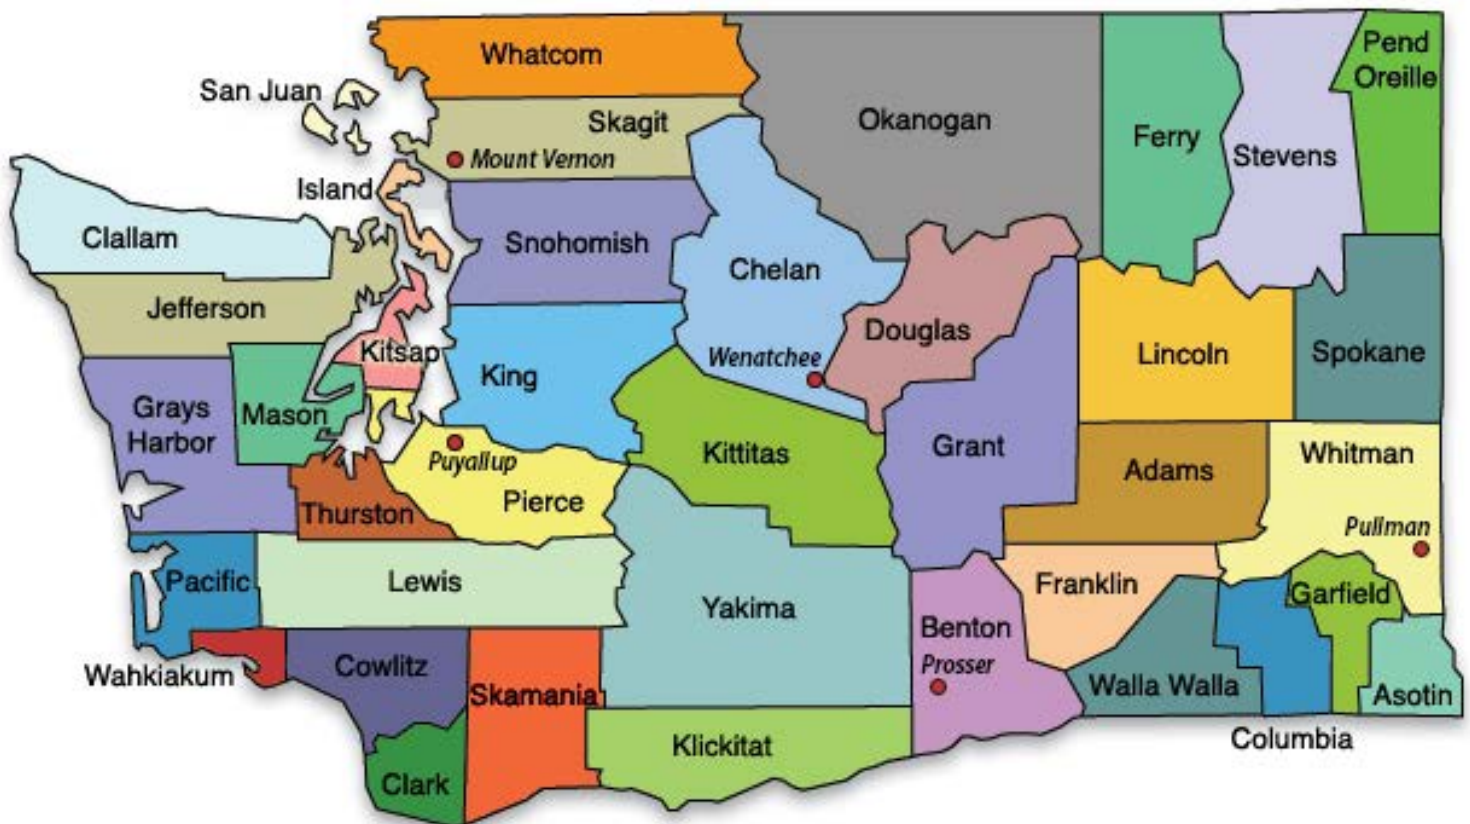 Whatcom
Pend
Oreille
San Juan
Skagit
Okanogan
Ferry
Stevens
Mount Vernon
Island
Clallam
Snohomish
Chelan
Jefferson
Douglas
Kitsap
Wenatchee
Lincoln
Spokane
King
Grays
Harbor
Mason
Puyallup
Kittitas
Grant
Adams
Whitman
Pierce
Thurston
Pullman
Pacific
Lewis
Yakima
Franklin
Garfield
Benton
Prosser
Wahkiakum
Cowlitz
Skamania
Walla Walla
Asotin
Columbia
Klickitat
Clark